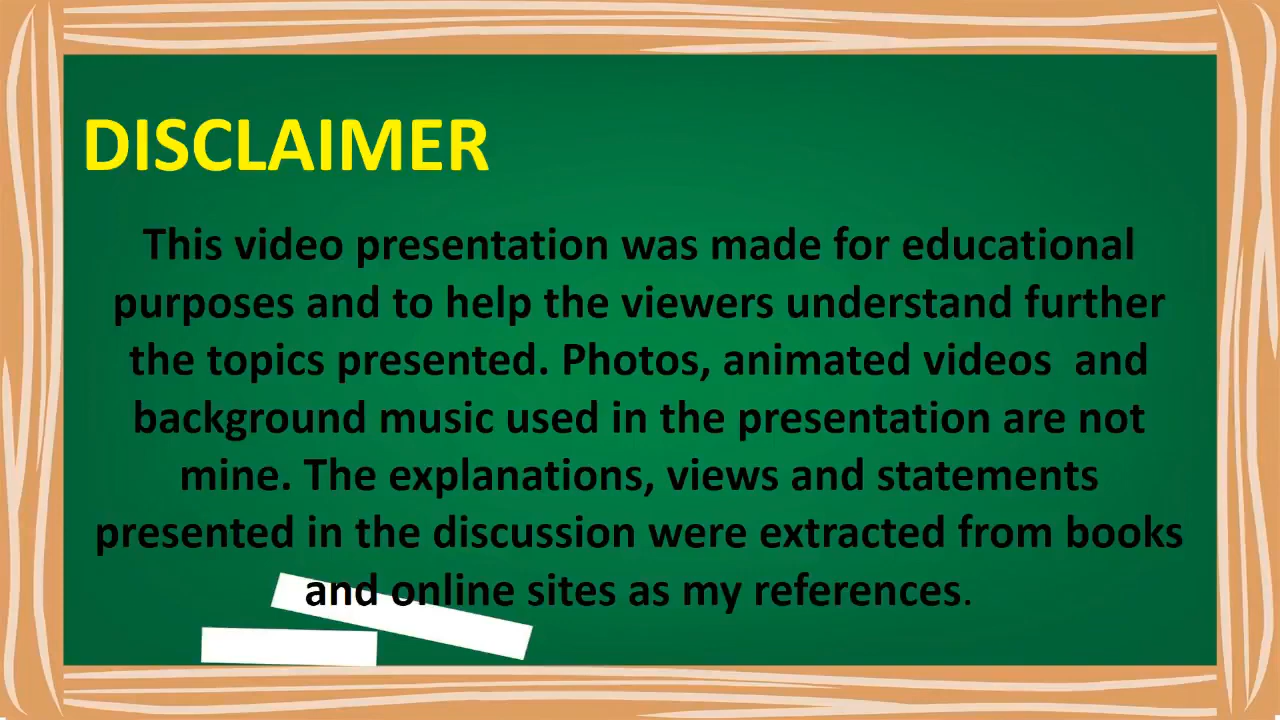 DISCLAIMER
This video presentation was made for educational
purposes and to help the viewers understand further
the topics presented. Photos, animated videos  and
background music used in the presentation are not
mine. The explanations, views and statements
presented in the discussion were extracted from books
and online sites as my references.